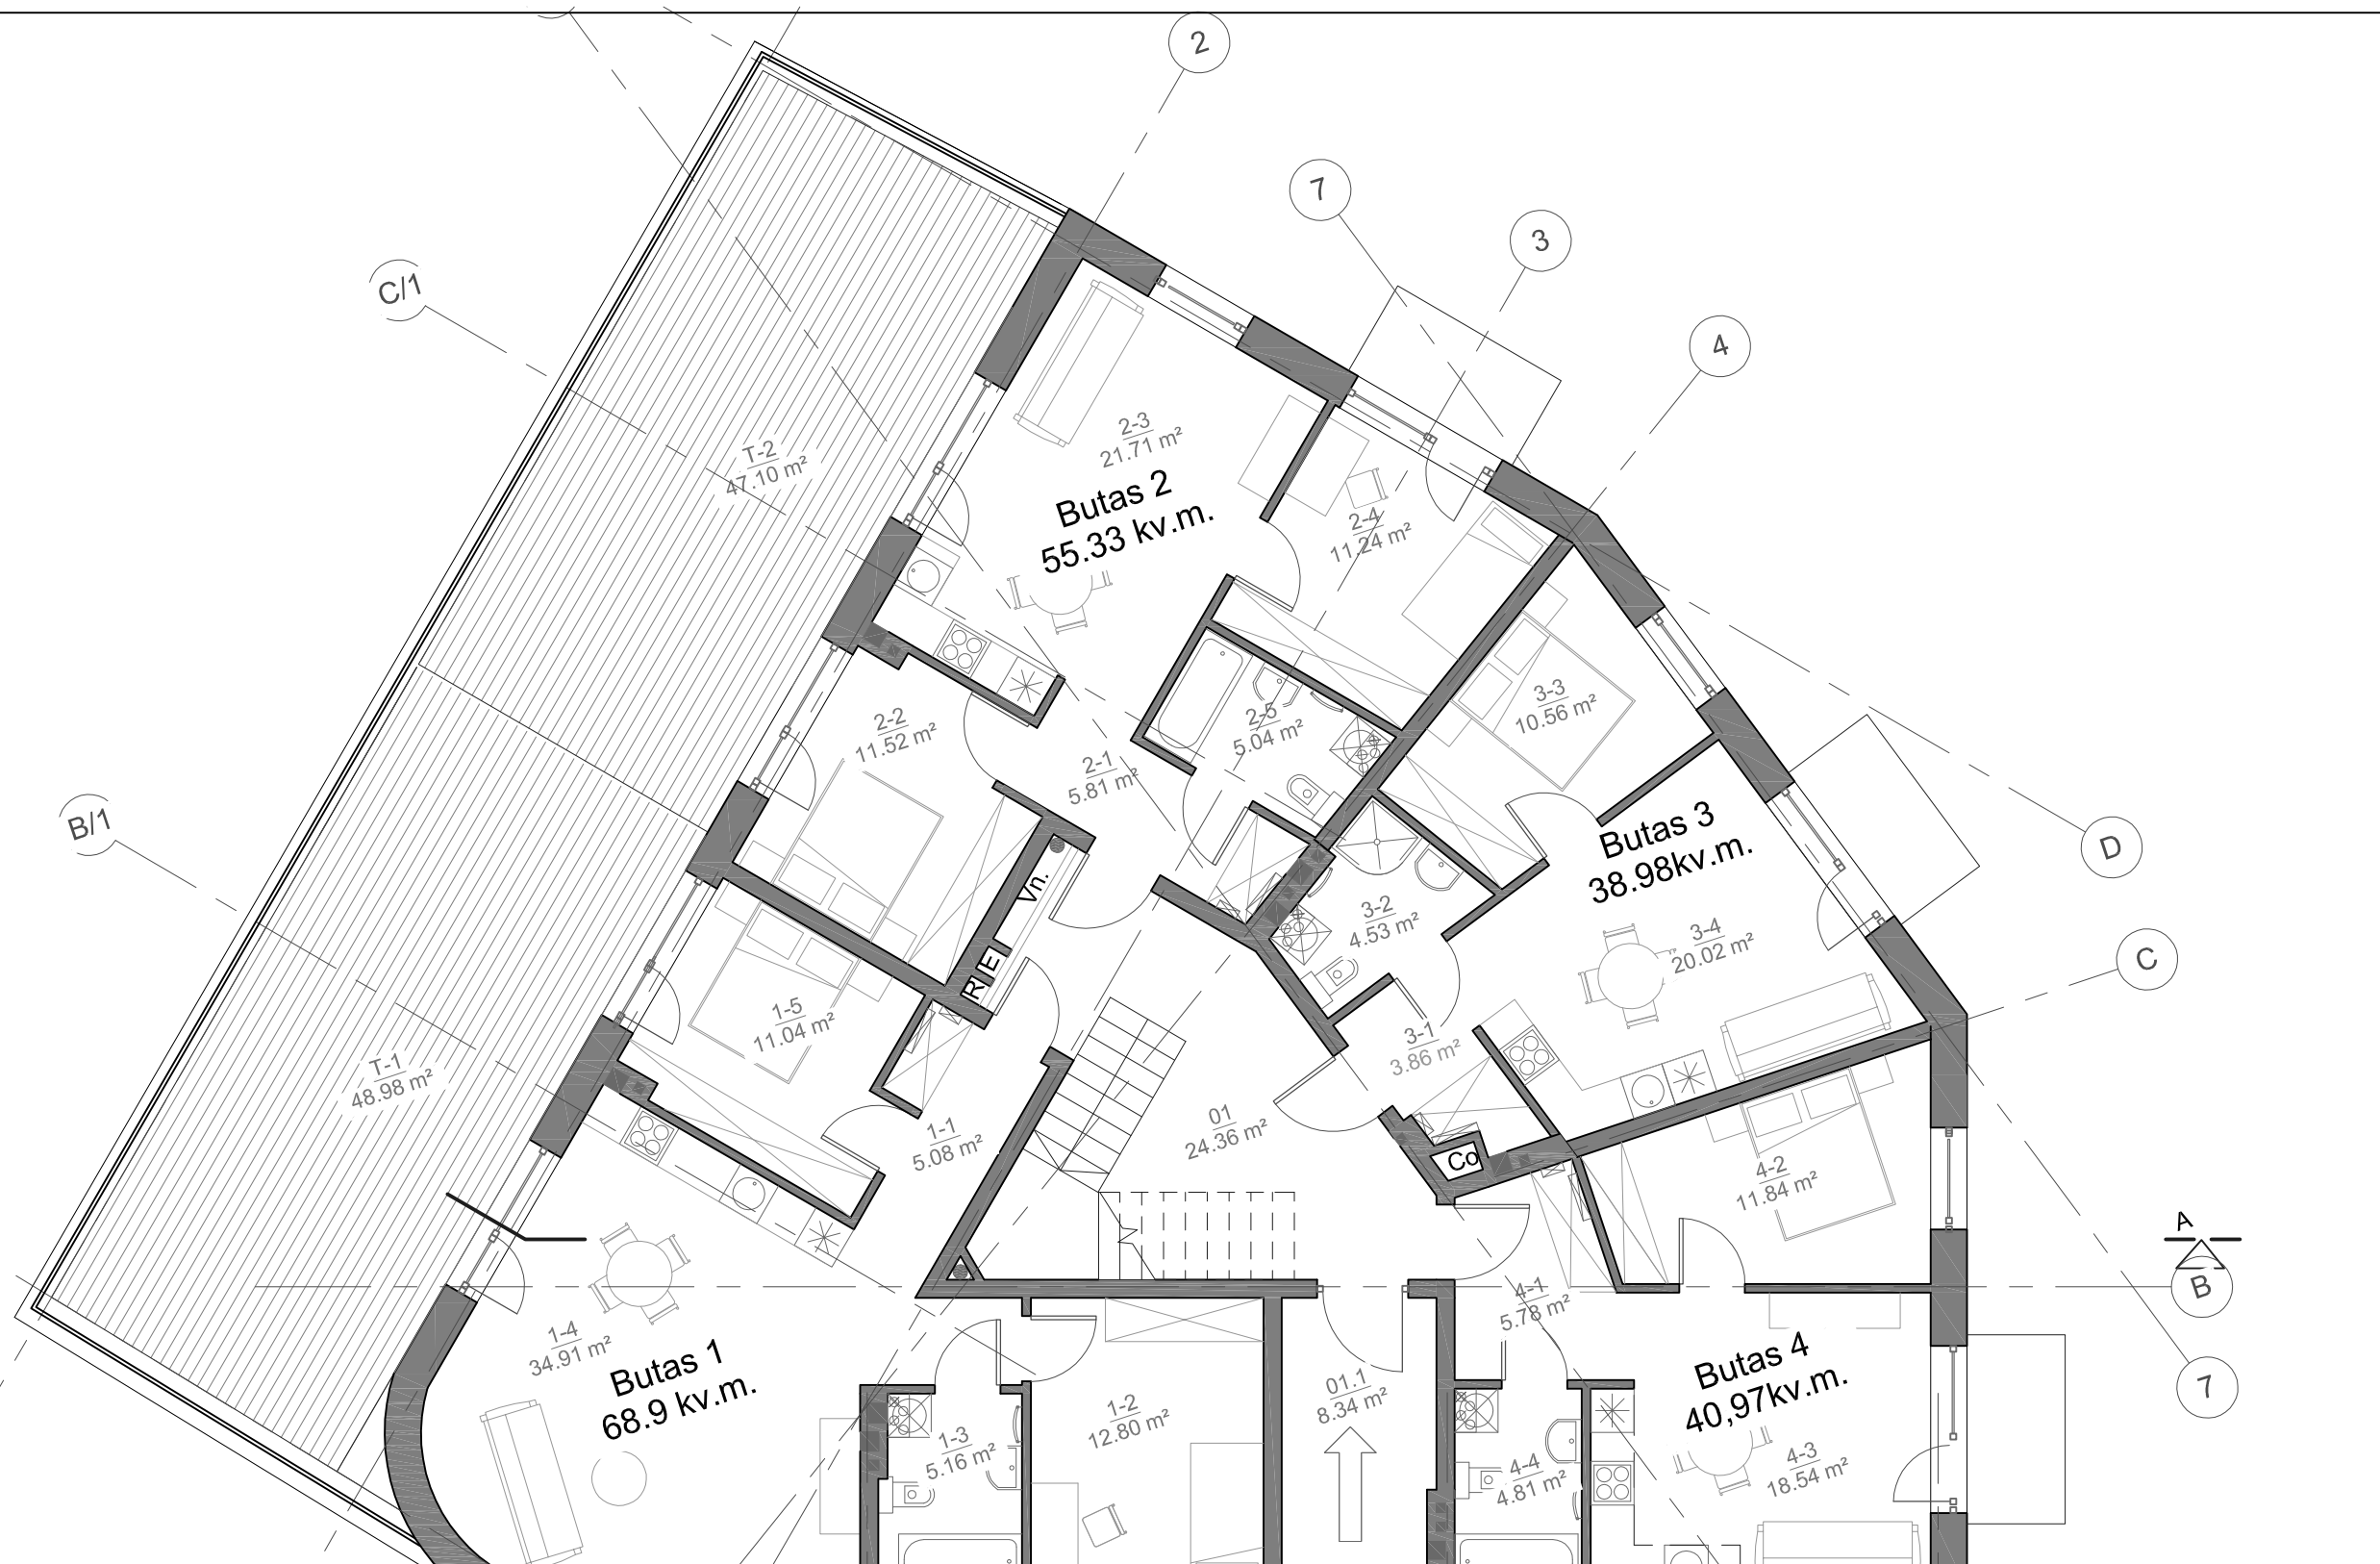 2
7
3
4
C/1
B/1
D
C
B
7
A
T-2
47.10 m²
T-1
48.98 m²
2-3
21.71 m²
Butas 2
55.33 kv.m.
2-4
11.24 m²
2-2
11.52 m²
2-1
5.81 m²
2-5
5.04 m²
3-3
10.56 m²
Butas 3
38.98kv.m.
3-2
4.53 m²
3-4
20.02 m²
3-1
3.86 m²
Vn.
E
R
1-5
11.04 m²
1-1
5.08 m²
01
24.36 m²
Co
4-2
11.84 m²
4-1
5.78 m²
1-4
34.91 m²
Butas 1
68.9 kv.m.
1-3
5.16 m²
1-2
12.80 m²
01.1
8.34 m²
Butas 4
40,97kv.m.
4-4
4.81 m²
4-3
18.54 m²